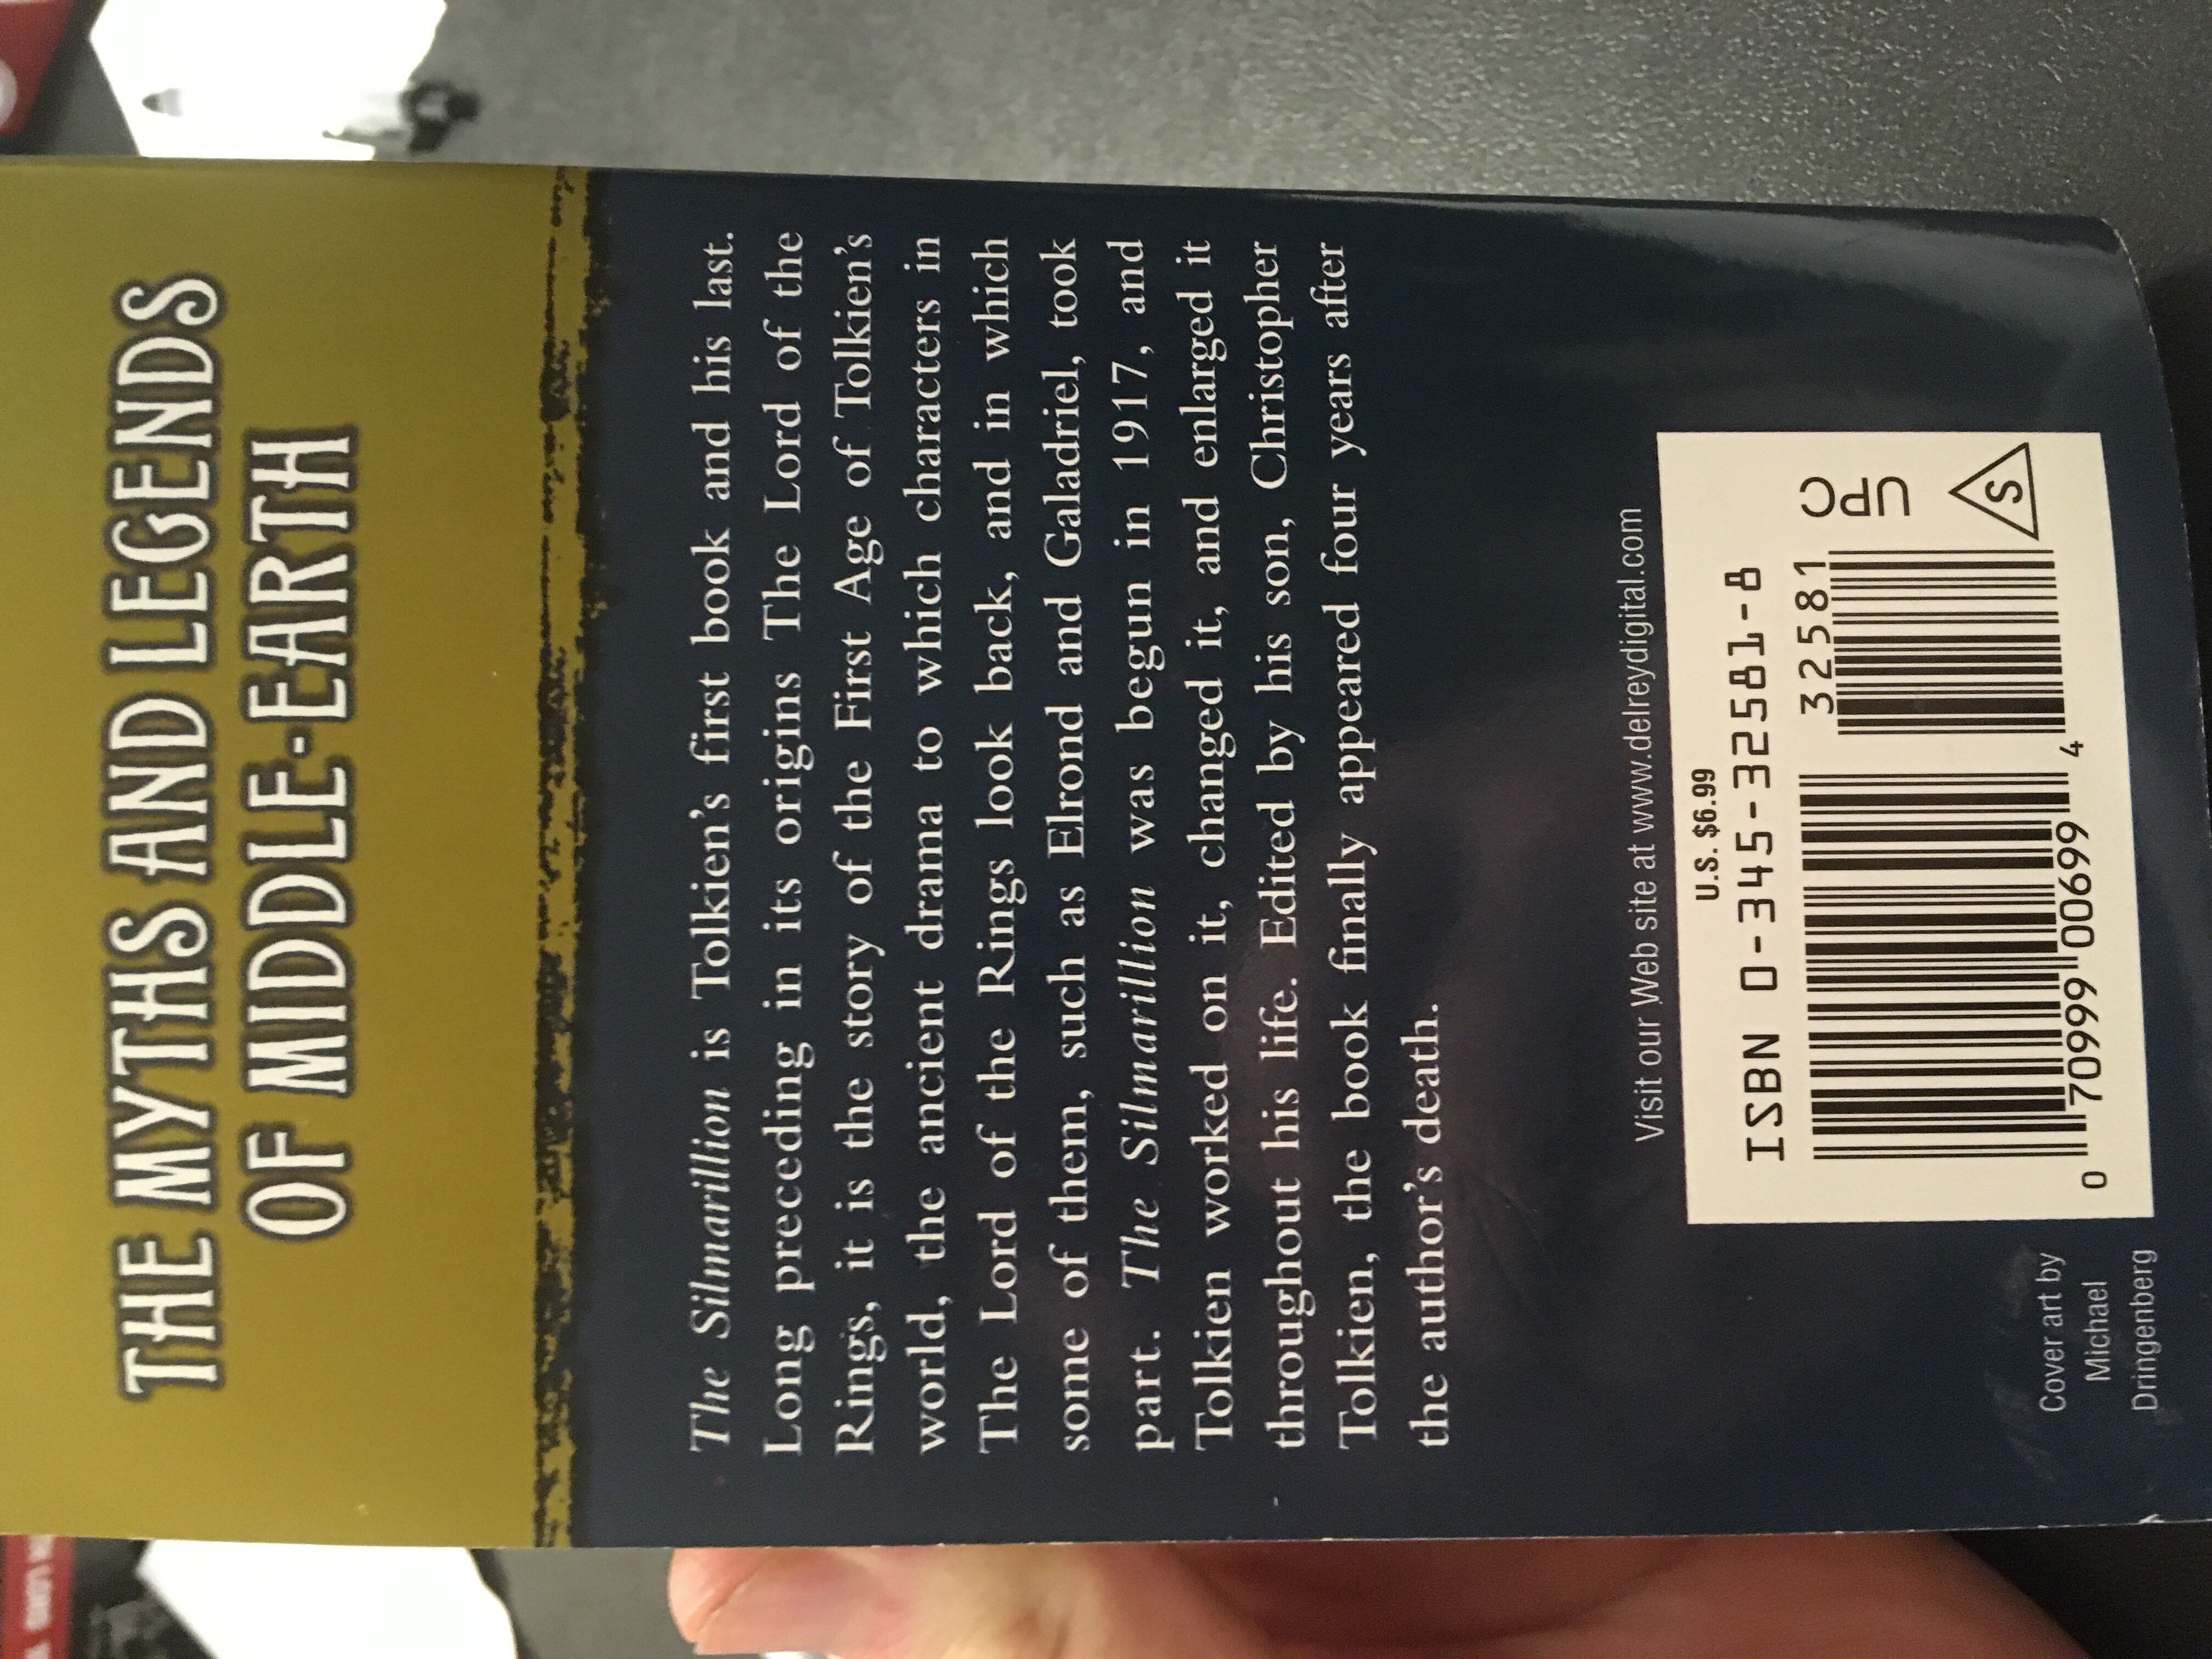 THE MYTHS AND LEGENDS
OF MIDDLE-EARTH
The Silmarillion is Tolkien's first book and his last.
Long preceding in its origins The Lord of the
Rings, it is the story of the First Age of Tolkien's
world, the ancient drama to which characters in
The Lord of the Rings look back, and in which
some of them, such as Elrond and Galadriel, took
part. The Silmarillion was begun in 1917, and
Tolkien worked on it, changed it, and enlarged it
throughout his life. Edited by his son, Christopher
Tolkien, the book finally appeared four years after
the author's death.
Visit our Web site at www.delreydigital.com
U.S. $6.99
ISBN 0-345-32581-8
32581
UPC
S
0 70999 00699 4
Cover art by
Michael
Dringenberg